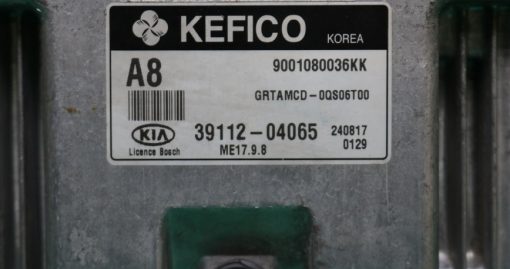 KEFICO KOREA
A8 9001080036KK
GRTAMCD-0QS06T00
KIA 39112-04065 240817
Licence Bosch ME17.9.8 0129